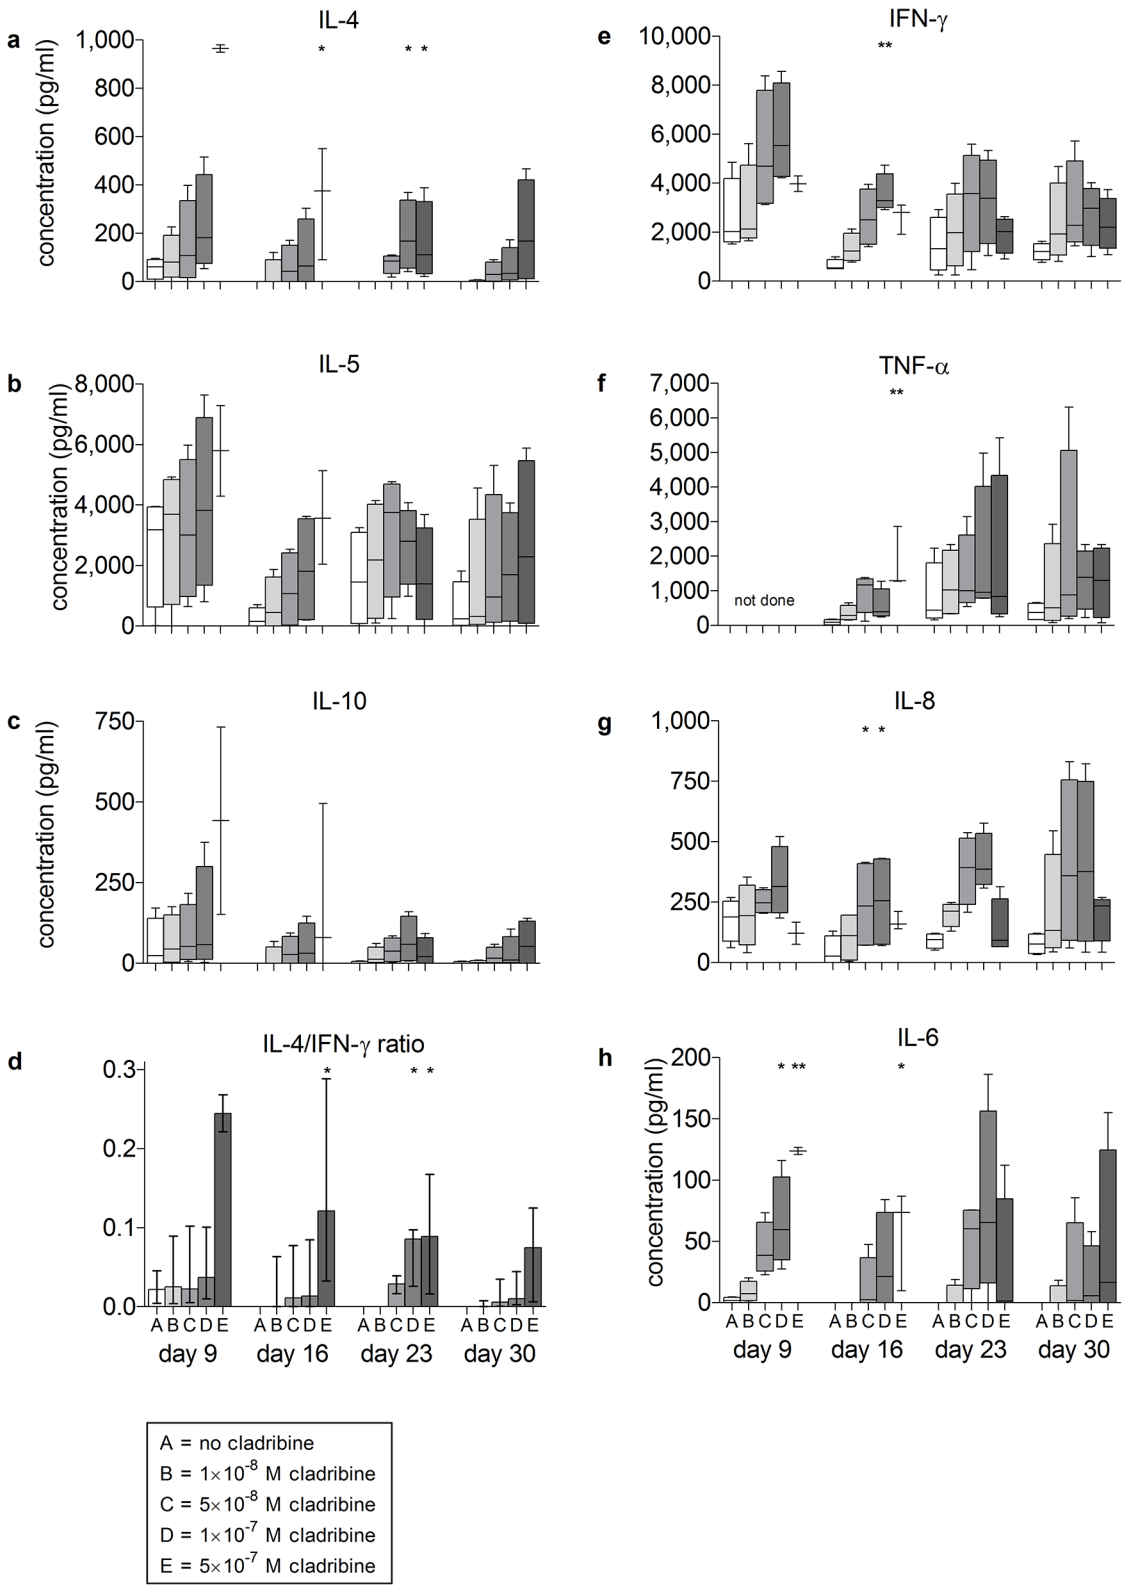 a
IL-4
concentration (pg/ml)
1,000
800
600
400
200
0
*
* *
b
IL-5
concentration (pg/ml)
8,000
6,000
4,000
2,000
0
c
IL-10
concentration (pg/ml)
750
500
250
0
d
IL-4/IFN-γ ratio
0.3
0.2
0.1
0.0
*
* *
A B C D E
A B C D E
A B C D E
A B C D E
day 9
day 16
day 23
day 30
e
IFN-γ
10,000
8,000
6,000
4,000
2,000
0
**
f
TNF-α
7,000
6,000
5,000
4,000
3,000
2,000
1,000
0
**
not done
g
IL-8
1,000
750
500
250
0
* *
h
IL-6
concentration (pg/ml)
200
150
100
50
0
* **
*
A B C D E
A B C D E
A B C D E
A B C D E
day 9
day 16
day 23
day 30
A = no cladribine
B = 1×10⁻⁸ M cladribine
C = 5×10⁻⁸ M cladribine
D = 1×10⁻⁷ M cladribine
E = 5×10⁻⁷ M cladribine